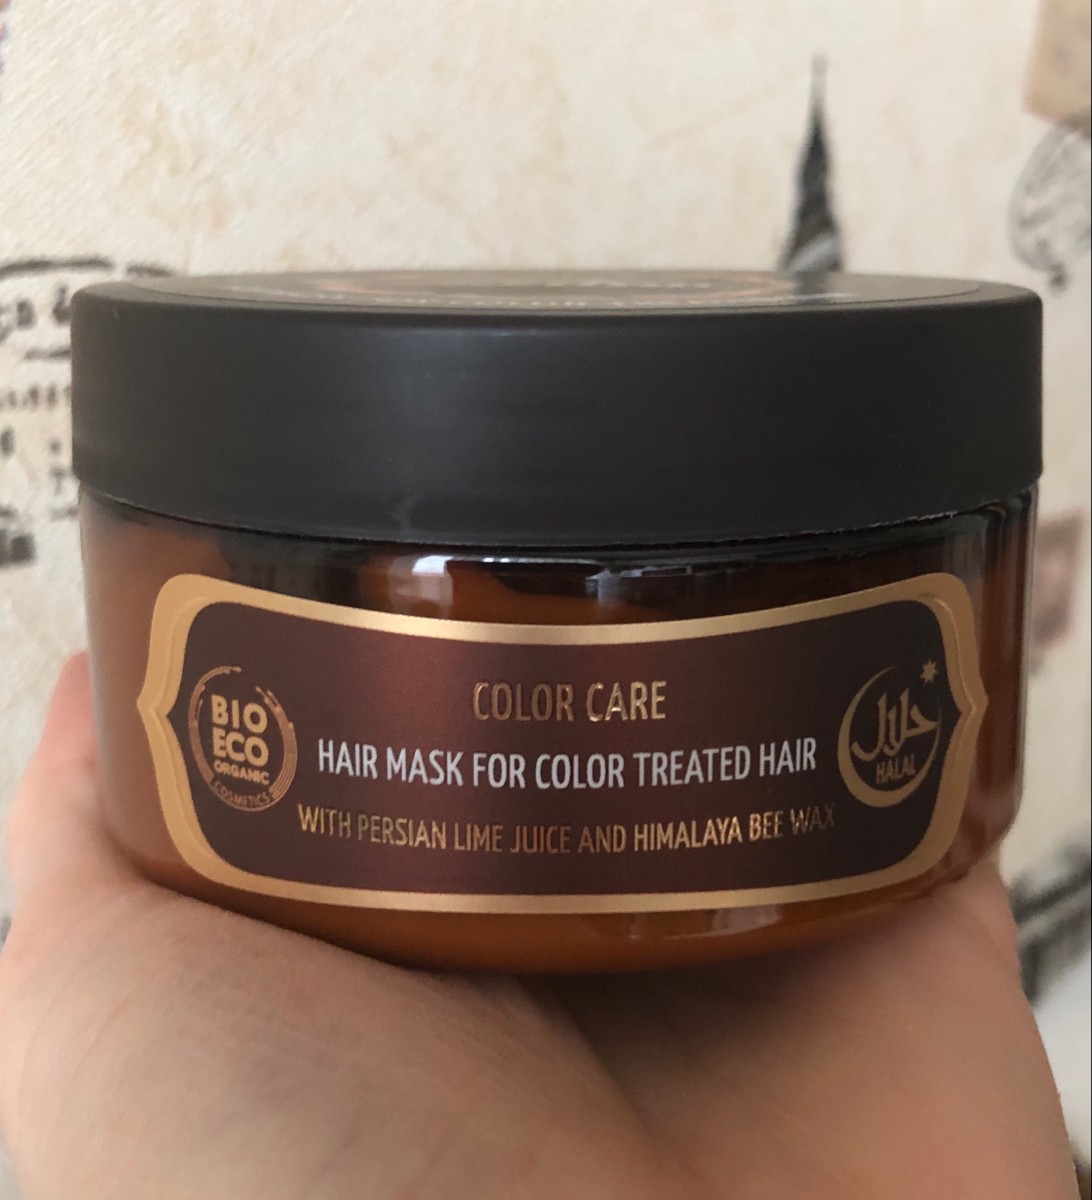 BIO
ECO
ORGANIC
COSMETICS
COLOR CARE
HAIR MASK FOR COLOR TREATED HAIR
WITH PERSIAN LIME JUICE AND HIMALAYA BEE WAX
حلال
HALAL